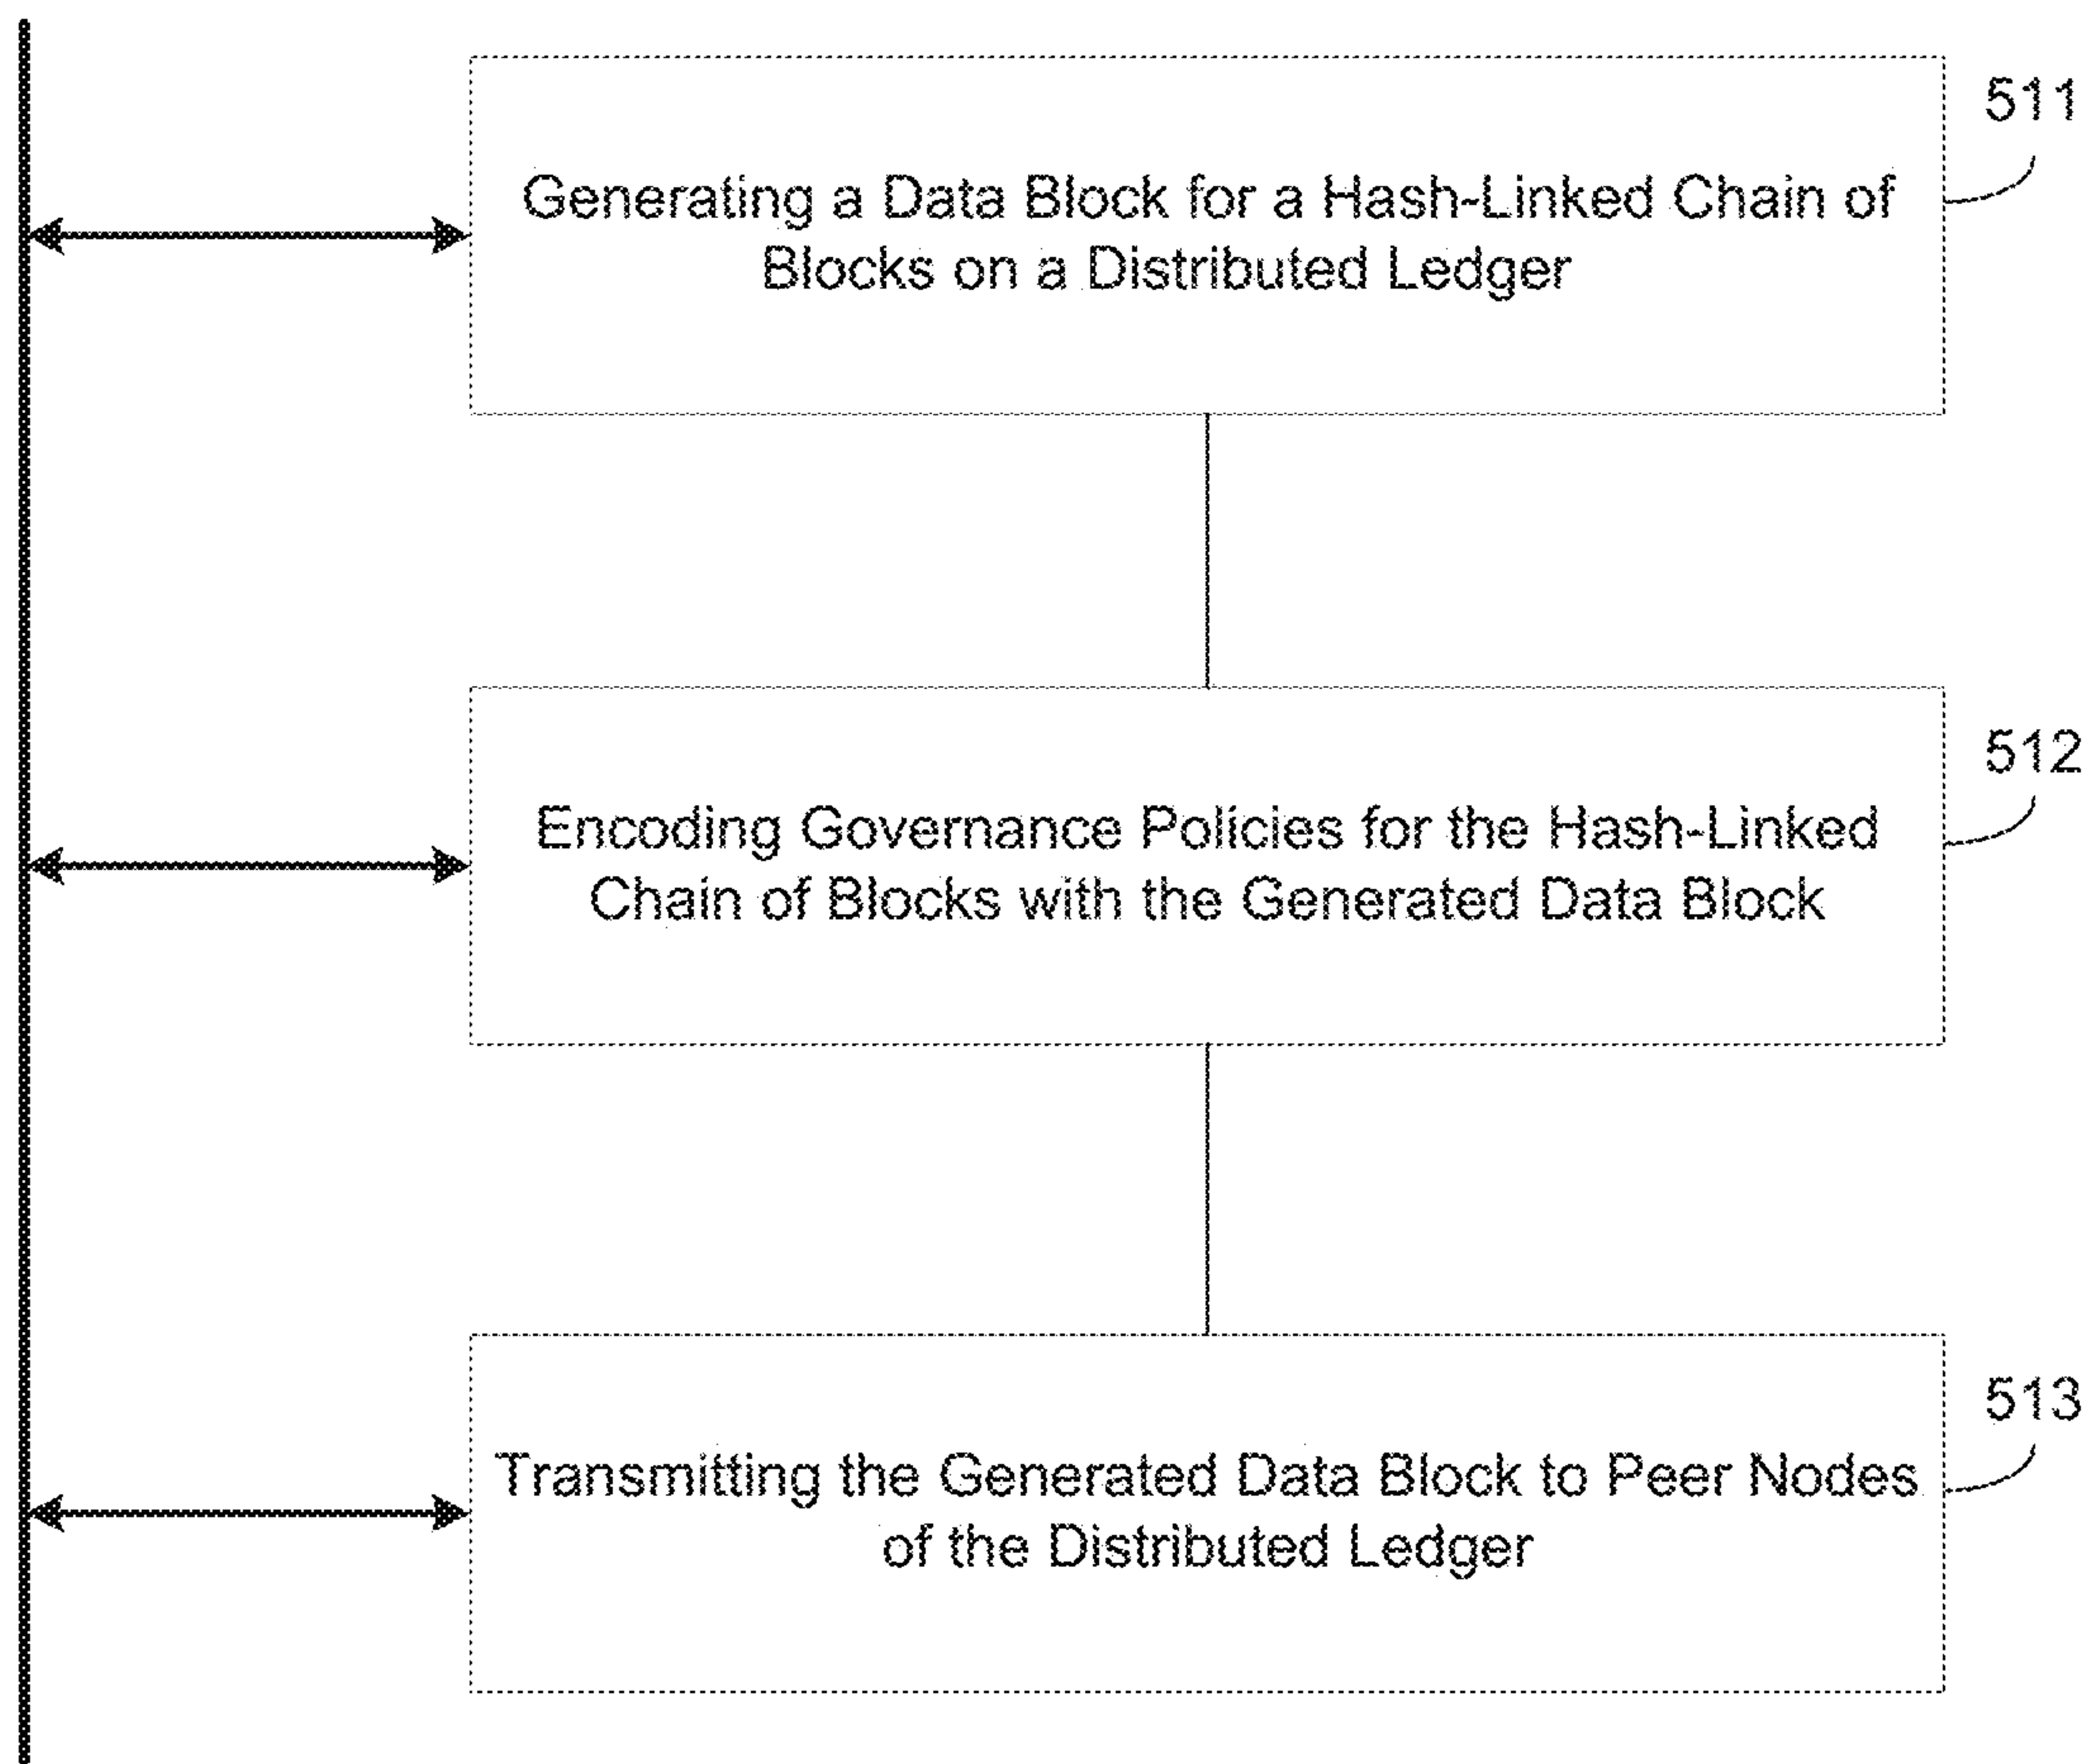 511
Generating a Data Block for a Hash-Linked Chain of
Blocks on a Distributed Ledger
512
Encoding Governance Policies for the Hash-Linked
Chain of Blocks with the Generated Data Block
513
Transmitting the Generated Data Block to Peer Nodes
of the Distributed Ledger